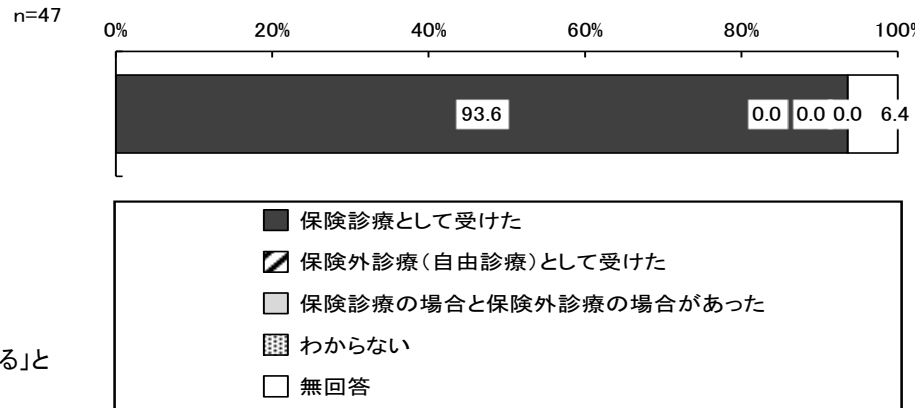 n=47
0% 20% 40% 60% 80% 100%
93.6 0.0 0.0 0.0 6.4
保険診療として受けた
保険外診療（自由診療）として受けた
保険診療の場合と保険外診療の場合があった
わからない
る」と
無回答